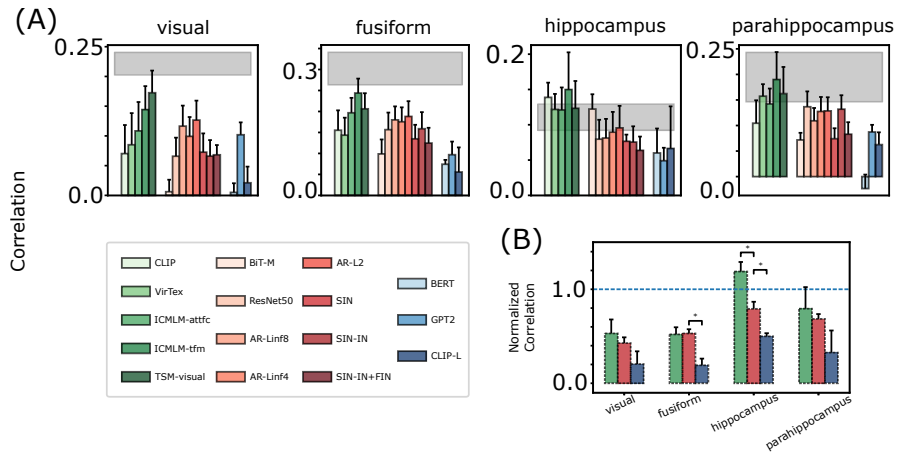 (A)
visual
fusiform
hippocampus
parahippocampus
0.25
0.0
0.3
0.0
0.2
0.0
0.25
0.0
Correlation
CLIP
VirTex
ICMLM-attfc
ICMLM-tfm
TSM-visual
BiT-M
ResNet50
AR-Linf8
AR-Linf4
AR-L2
SIN
SIN-IN
SIN-IN+FIN
BERT
GPT2
CLIP-L
(B)
Normalized
Correlation
1.0
0.0
*
*
*
visual
fusiform
hippocampus
parahippocampus